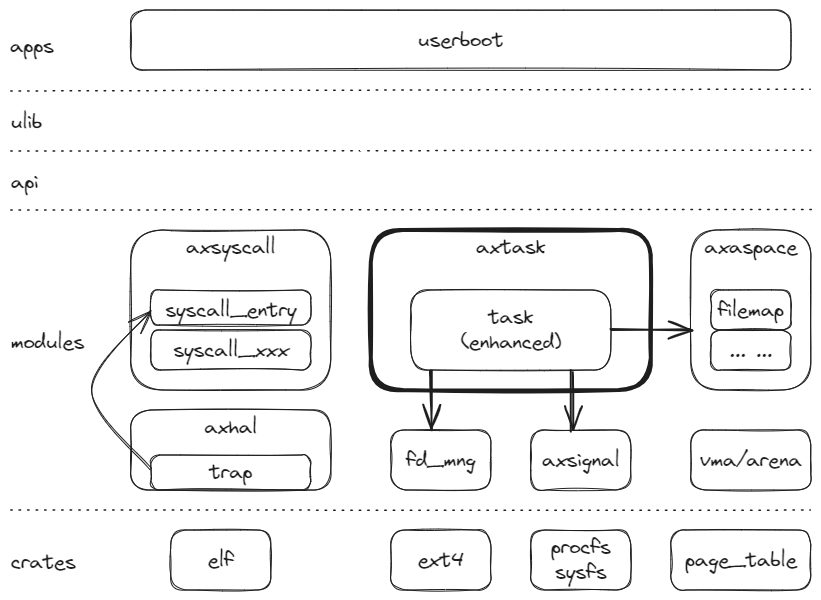 apps
userboot
ulib
api
modules
axsyscall
syscall_entry
syscall_xxx
axhal
trap
axtask
task
(enhanced)
fd_mng
axsignal
axaspace
filemap
... ...
vma/arena
crates
elf
ext4
procfs
sysfs
page_table